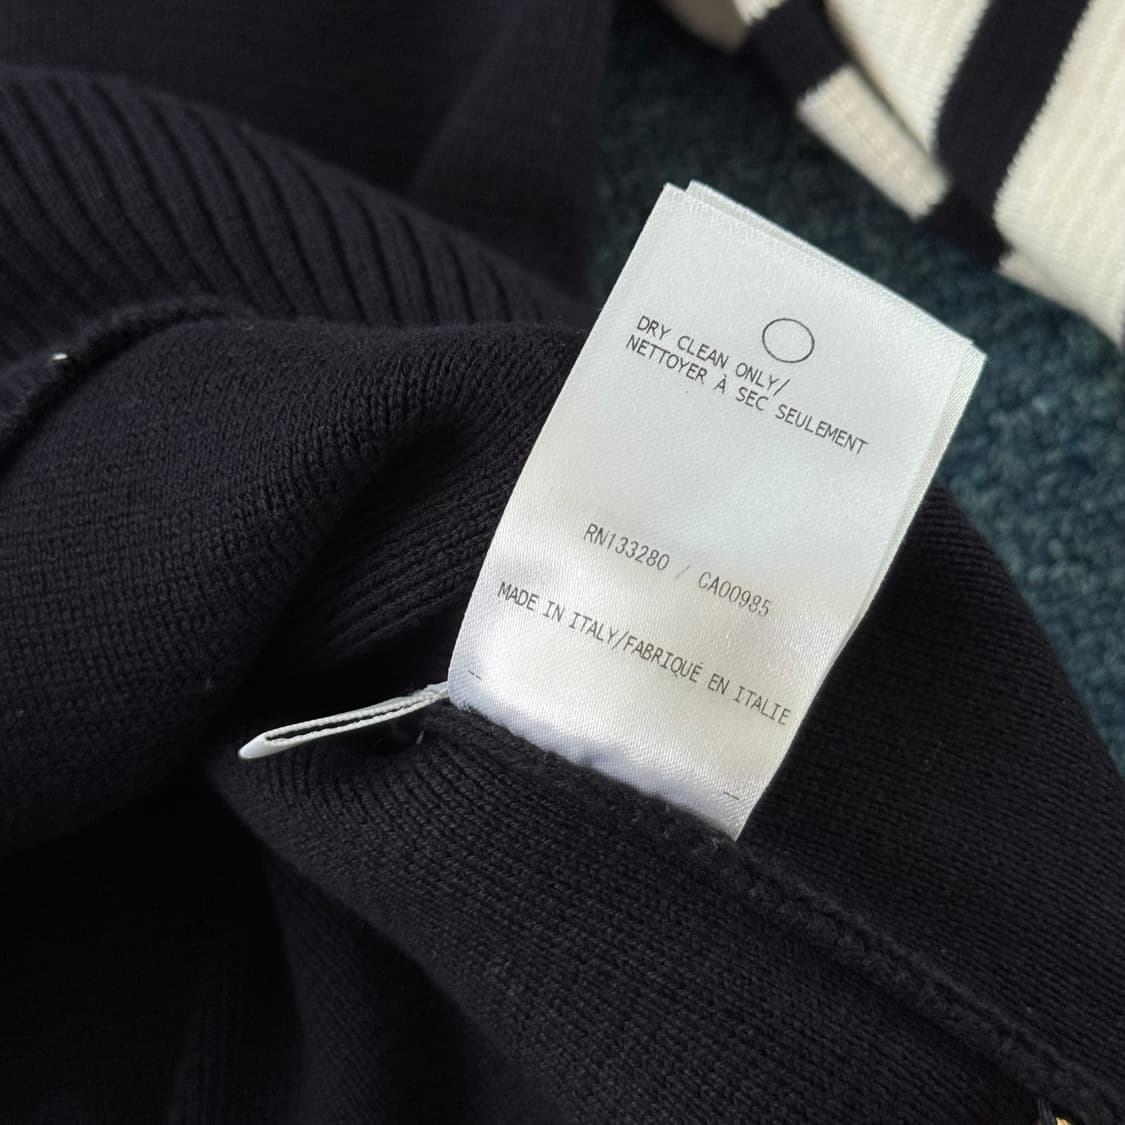 DRY CLEAN ONLY/
NETTOYER À SEC SEULEMENT
RN133280 / CA00985
MADE IN ITALY/FABRIQUÉ EN ITALIE